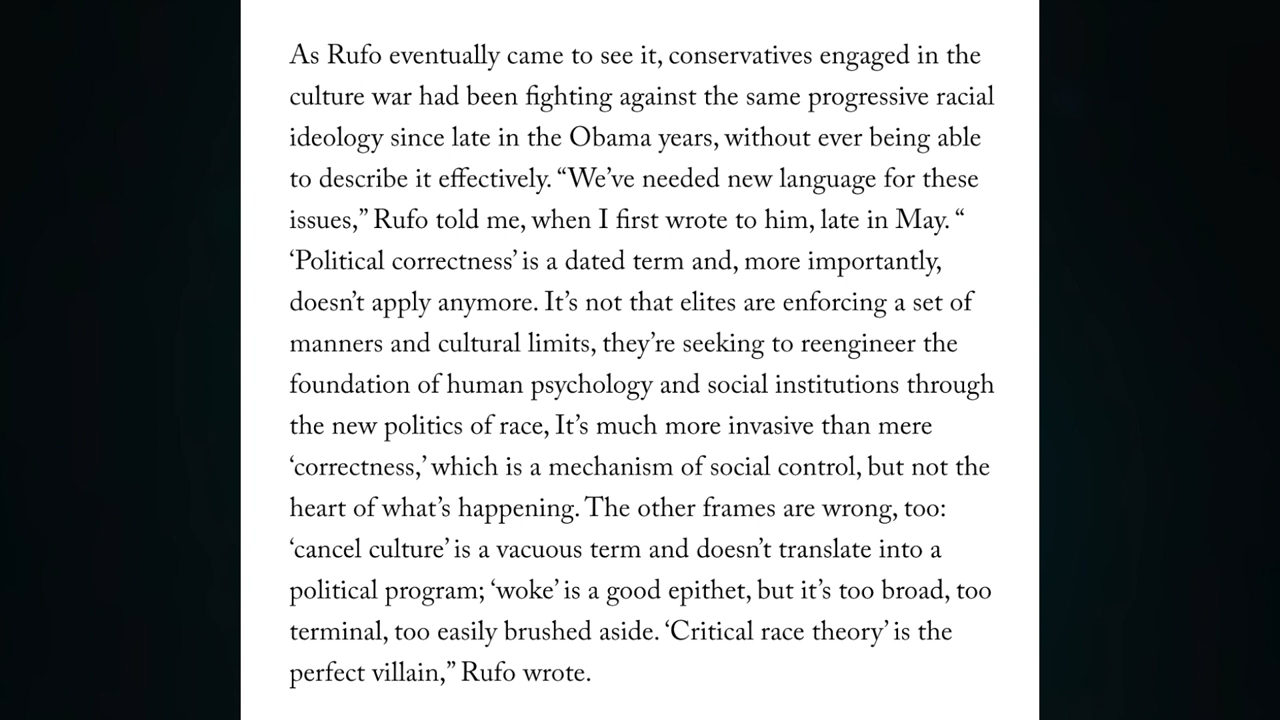 As Rufo eventually came to see it, conservatives engaged in the
culture war had been fighting against the same progressive racial
ideology since late in the Obama years, without ever being able
to describe it effectively. “We’ve needed new language for these
issues,” Rufo told me, when I first wrote to him, late in May. “
‘Political correctness’ is a dated term and, more importantly,
doesn’t apply anymore. It’s not that elites are enforcing a set of
manners and cultural limits, they’re seeking to reengineer the
foundation of human psychology and social institutions through
the new politics of race, It’s much more invasive than mere
‘correctness,’ which is a mechanism of social control, but not the
heart of what’s happening. The other frames are wrong, too:
‘cancel culture’ is a vacuous term and doesn’t translate into a
political program; ‘woke’ is a good epithet, but it’s too broad, too
terminal, too easily brushed aside. ‘Critical race theory’ is the
perfect villain,” Rufo wrote.